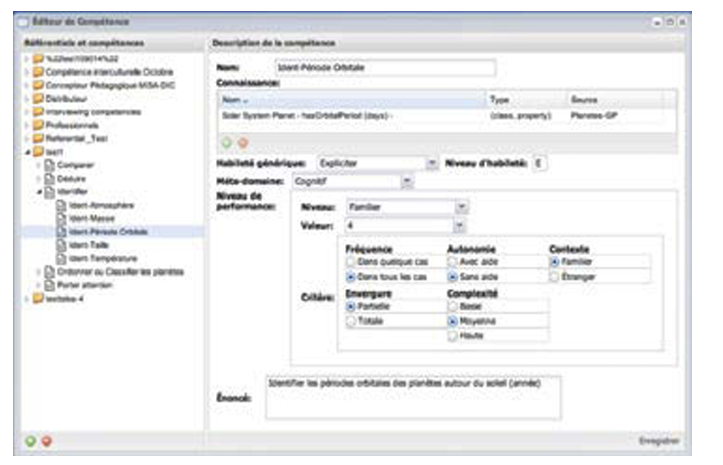 Éditeur de Compétence
Référentiels et compétences
%22test109014%22
Compétence interculturelle Octobre
Concepteur Pédagogique MISA-DIC
Distributeur
Interviewing competencies
Professionnels
Referential_Test
test1
Comparer
Déduire
Identifier
Ident-Atmosphère
Ident-Masse
Ident-Période Orbitale
Ident-Taille
Ident-Température
Ordonner ou Classifier les planètes
Porter attention
testelise-4
Description de la compétence
Nom: Ident-Période Orbitale
Connaissance:
Nom Type Source
Solar System Planet - hasOrbitalPeriod (days) - (class, property) Planetes-GP
Habileté générique: Expliciter Niveau d'habileté: 5
Méta-domaine: Cognitif
Niveau de
performance: Niveau: Familier
Valeur: 4
Fréquence Autonomie Contexte
Dans quelque cas Avec aide Familier
Dans tous les cas Sans aide Étranger
Critère: Envergure Complexité
Partielle Basse
Totale Moyenne
Haute
Énoncé: Identifier les périodes orbitales des planètes autour du soleil (année)
Enregistrer